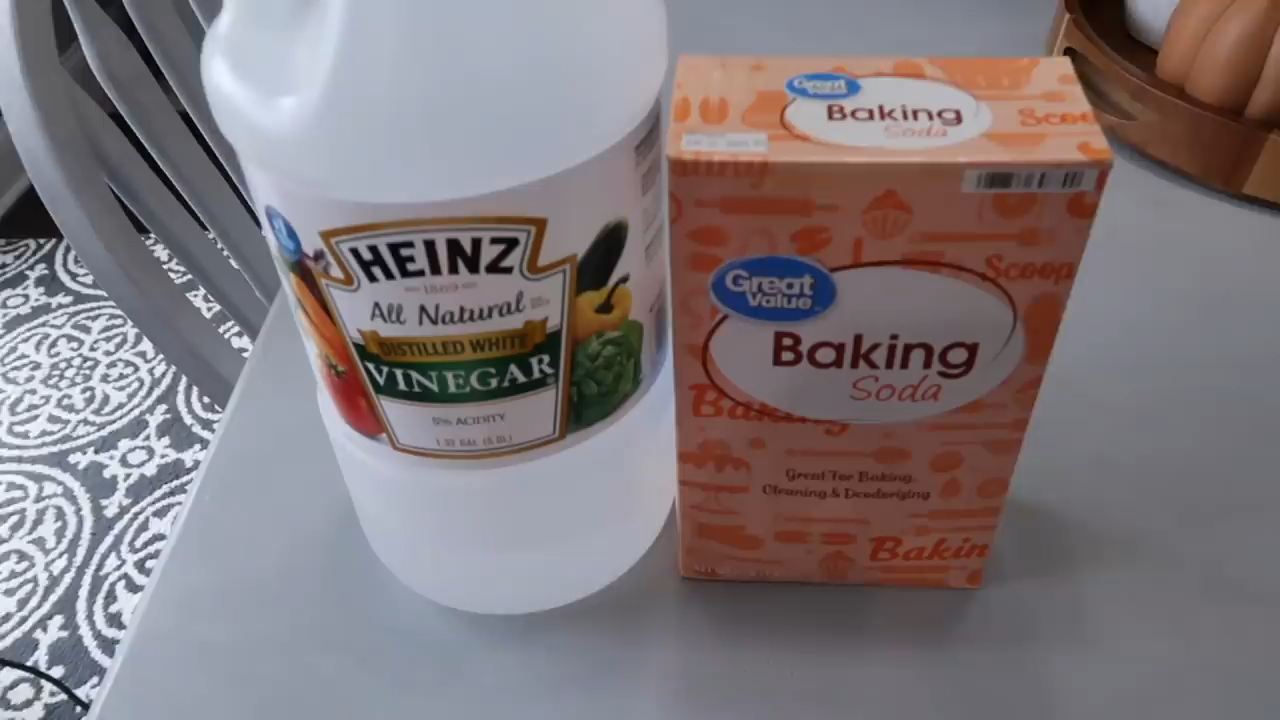 HEINZ
All Natural
DISTILLED WHITE
VINEGAR
5% ACIDITY
Great
Value
Baking
Soda
Scoop
Great
Value
Baking
Soda
Scoop
Baking
Great For Baking,
Cleaning & Deodorizing
Bakin